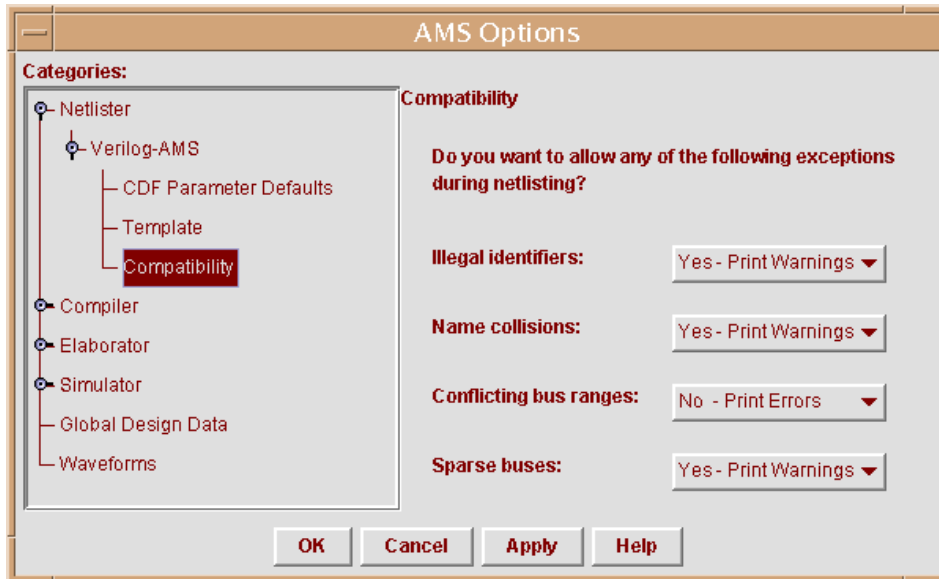 AMS Options
Categories:
Netlister
Verilog-AMS
CDF Parameter Defaults
Template
Compatibility
Compiler
Elaborator
Simulator
Global Design Data
Waveforms
Compatibility
Do you want to allow any of the following exceptions
during netlisting?
Illegal identifiers: Yes - Print Warnings
Name collisions: Yes - Print Warnings
Conflicting bus ranges: No - Print Errors
Sparse buses: Yes - Print Warnings
OK Cancel Apply Help